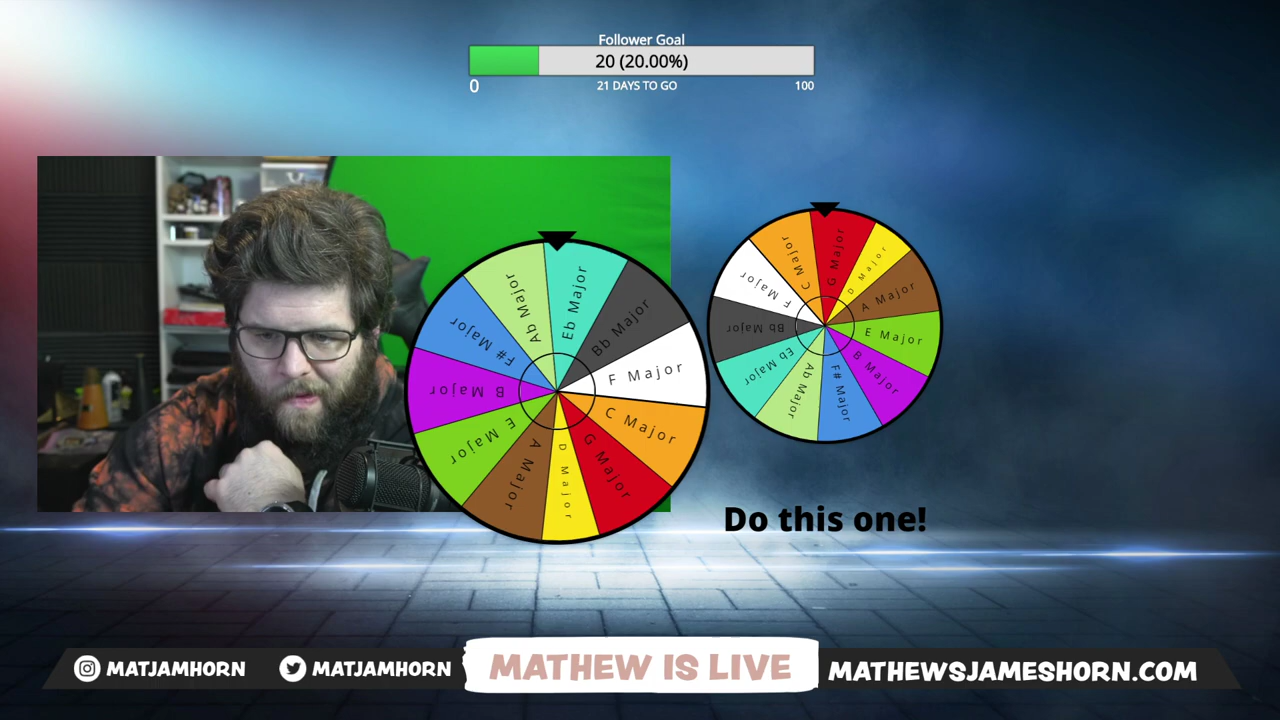 Follower Goal
20 (20.00%)
0
21 DAYS TO GO
100
Eb Major
Bb Major
F Major
C Major
G Major
D Major
A Major
E Major
B Major
F# Major
Ab Major
G Major
D Major
A Major
E Major
B Major
F# Major
Ab Major
Eb Major
Bb Major
F Major
C Major
Do this one!
MATJAMHORN
MATJAMHORN
MATHEW IS LIVE
MATHEWSJAMESHORN.COM